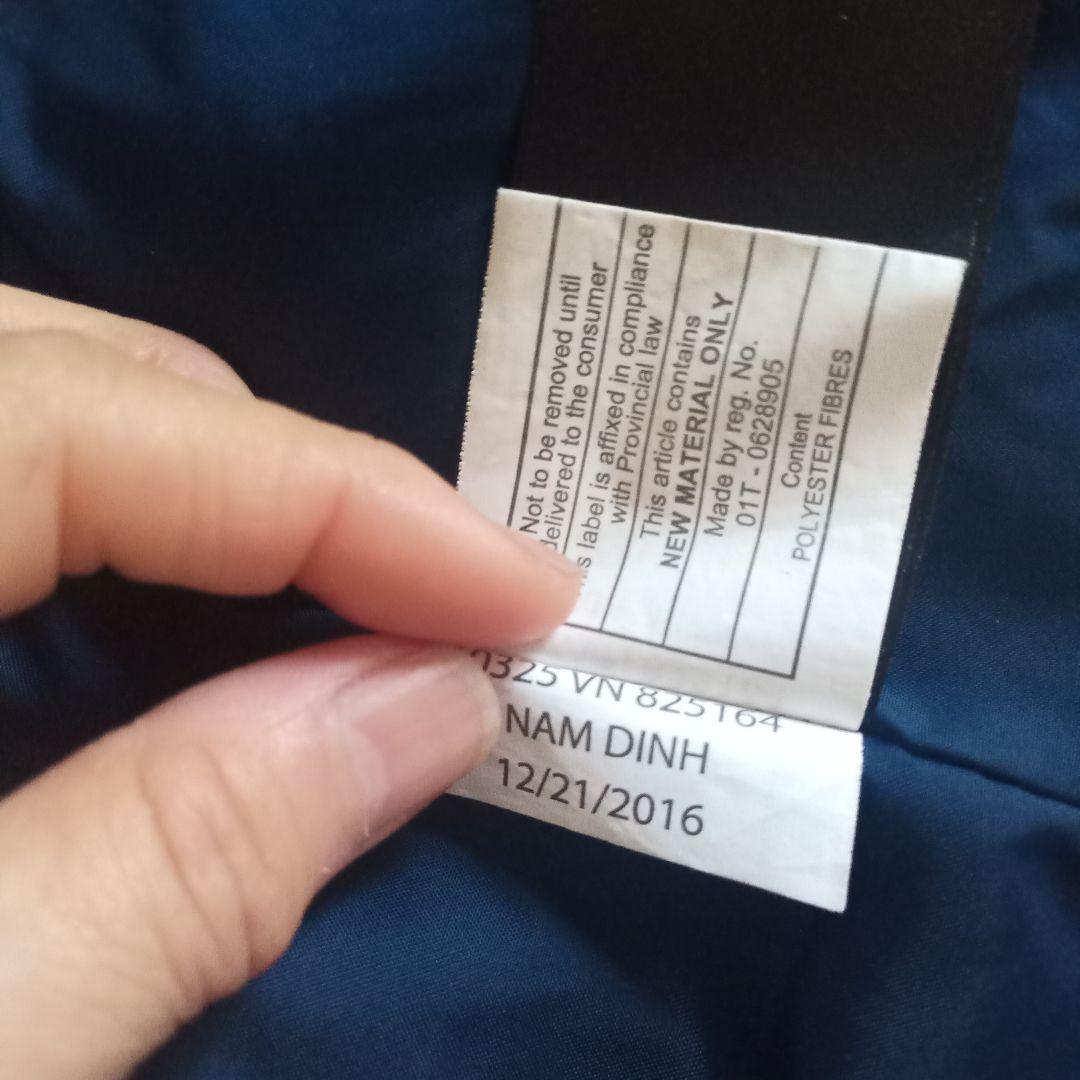 Not to be removed until
delivered to the consumer
label is affixed in compliance
with Provincial law
This article contains
NEW MATERIAL ONLY
Made by reg. No.
01T - 0628905
Content
POLYESTER FIBRES
0325 VN 825164
NAM DINH
12/21/2016